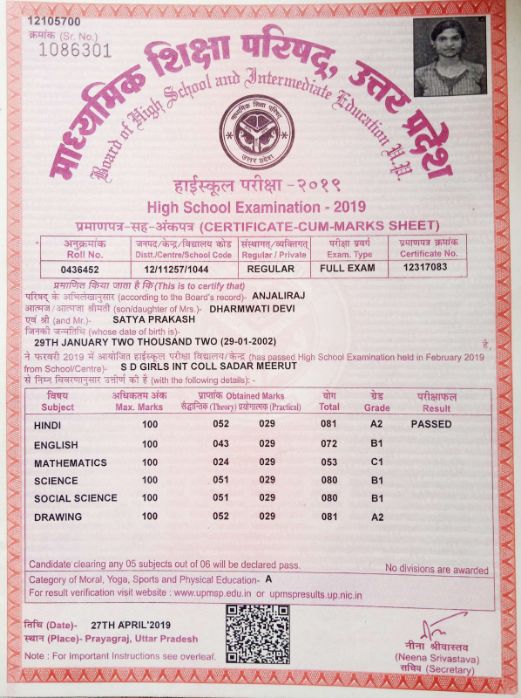 12105700
क्रमांक (Sr. No.)
1086301
माध्यमिक शिक्षा परिषद्, उत्तर प्रदेश
Board of High School and Intermediate Education U.P.
माध्यमिक शिक्षा परिषद्
उत्तर प्रदेश
हाईस्कूल परीक्षा - २०१९
High School Examination - 2019
प्रमाणपत्र-सह-अंकपत्र (CERTIFICATE-CUM-MARKS SHEET)
अनुक्रमांक जनपद/केन्द्र/विद्यालय कोड संस्थागत/व्यक्तिगत परीक्षा प्रवर्ग प्रमाणपत्र क्रमांक
Roll No. Distt./Centre/School Code Regular / Private Exam. Type Certificate No.
0436452 12/11257/1044 REGULAR FULL EXAM 12317083
प्रमाणित किया जाता है कि (This is to certify that)
परिषद् के अभिलेखानुसार (according to the Board's record)- ANJALIRAJ
आत्मज/आत्मजा श्रीमती (son/daughter of Mrs.)- DHARMWATI DEVI
एवं श्री (and Mr.)- SATYA PRAKASH
जिनकी जन्मतिथि (whose date of birth is)-
29TH JANUARY TWO THOUSAND TWO (29-01-2002) है,
ने फरवरी 2019 में आयोजित हाईस्कूल परीक्षा विद्यालय/केन्द्र (has passed High School Examination held in February 2019
from School/Centre)- S D GIRLS INT COLL SADAR MEERUT
से निम्न विवरणानुसार उत्तीर्ण की है (with the following details): -
विषय अधिकतम अंक प्राप्तांक Obtained Marks योग ग्रेड परीक्षाफल
Subject Max. Marks सैद्धान्तिक (Theory) प्रयोगात्मक (Practical) Total Grade Result
HINDI 100 052 029 081 A2 PASSED
ENGLISH 100 043 029 072 B1
MATHEMATICS 100 024 029 053 C1
SCIENCE 100 051 029 080 B1
SOCIAL SCIENCE 100 051 029 080 B1
DRAWING 100 052 029 081 A2
Candidate clearing any 05 subjects out of 06 will be declared pass. No divisions are awarded
Category of Moral, Yoga, Sports and Physical Education- A
For result verification visit website : www.upmsp.edu.in or upmspresults.up.nic.in
तिथि (Date)- 27TH APRIL'2019
स्थान (Place)- Prayagraj, Uttar Pradesh
Note : For Important Instructions see overleaf.
नीना श्रीवास्तव
(Neena Srivastava)
सचिव (Secretary)